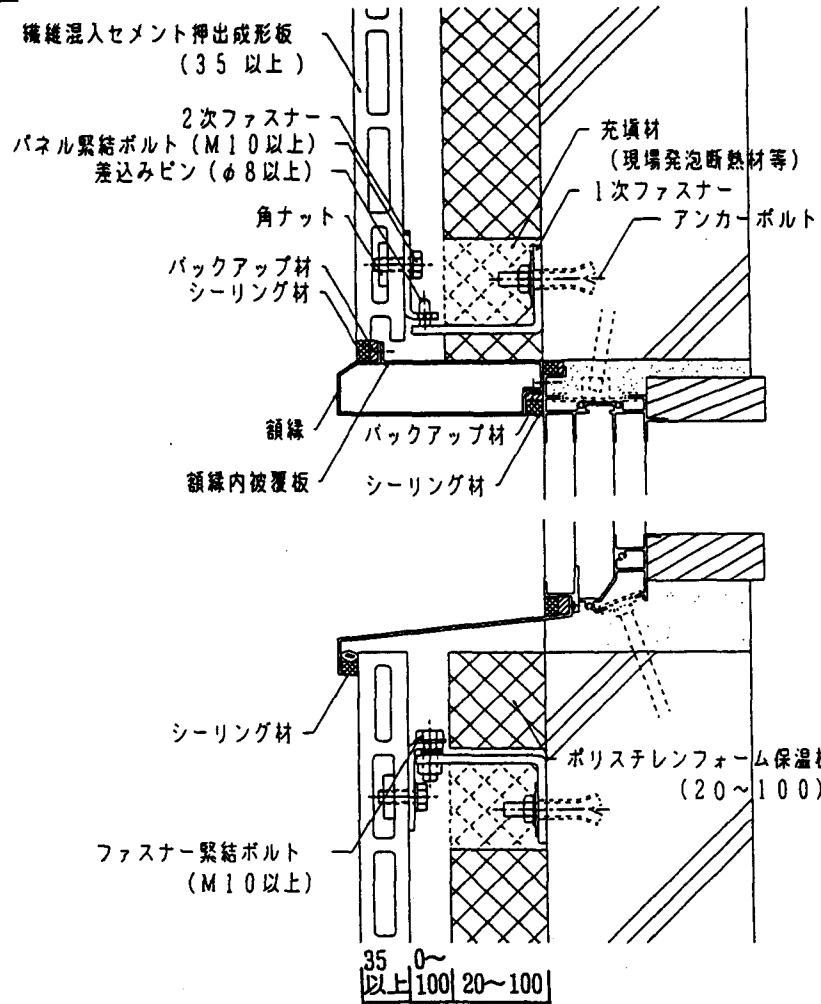 繊維混入セメント押出成形板
(35 以上)
2次ファスナー
パネル緊結ボルト(M10以上)
差込みピン(φ8以上)
角ナット
バックアップ材
シーリング材
充塡材
(現場発泡断熱材等)
1次ファスナー
アンカーボルト
額縁
バックアップ材
額縁内被覆板
シーリング材
シーリング材
ポリスチレンフォーム保温
(20~100)
ファスナー緊結ボルト
(M10以上)
35
以上
0~
100
20~100